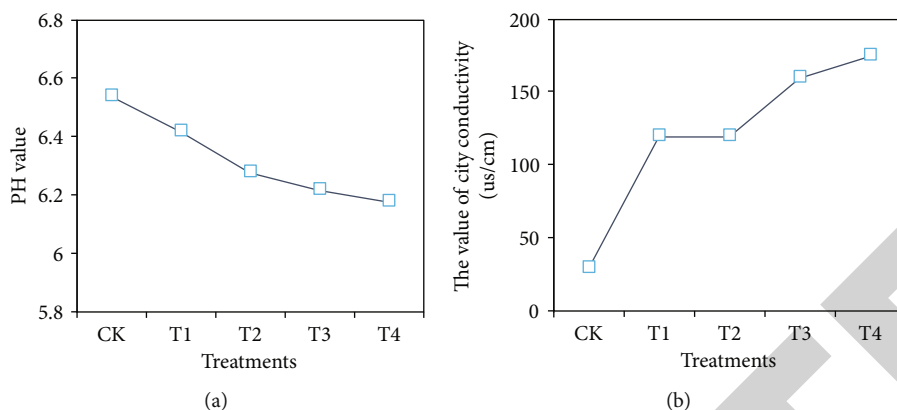 6.8
6.6
6.4
6.2
6
5.8
PH value
CK T1 T2 T3 T4
Treatments
(a)
200
150
100
50
0
The value of city conductivity
(us/cm)
CK T1 T2 T3 T4
Treatments
(b)